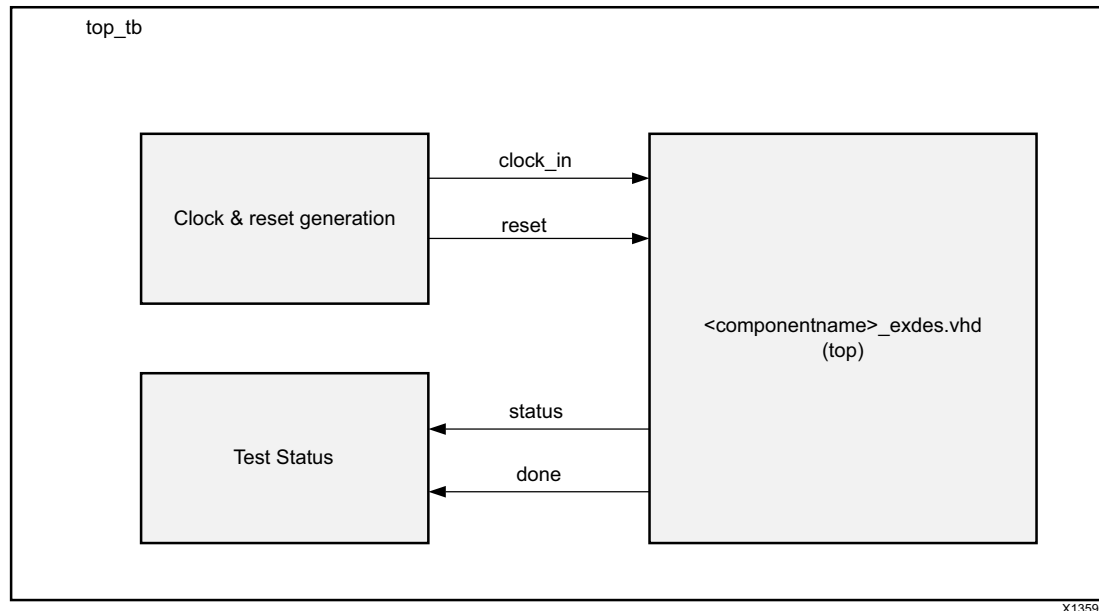 top_tb
Clock & reset generation
clock_in
reset
<componentname>_exdes.vhd
(top)
status
done
Test Status
X1359